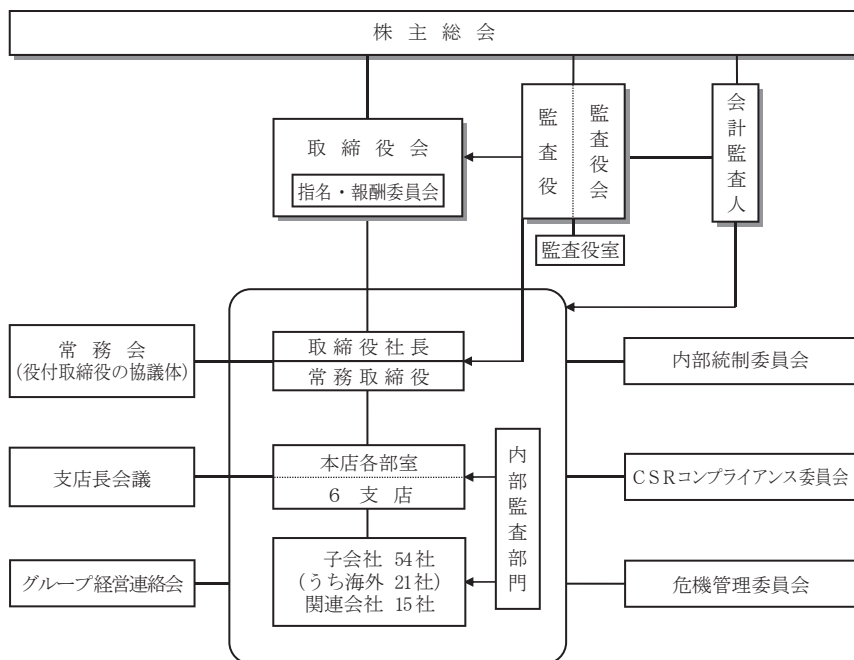 株主総会
取締役会
指名・報酬委員会
監査役
監査役会
会計監査人
監査役室
常務会
(役付取締役の協議体)
取締役社長
常務取締役
内部統制委員会
支店長会議
本店各部室
6 支店
内部監査部門
CSRコンプライアンス委員会
グループ経営連絡会
子会社 54社
(うち海外 21社)
関連会社 15社
危機管理委員会